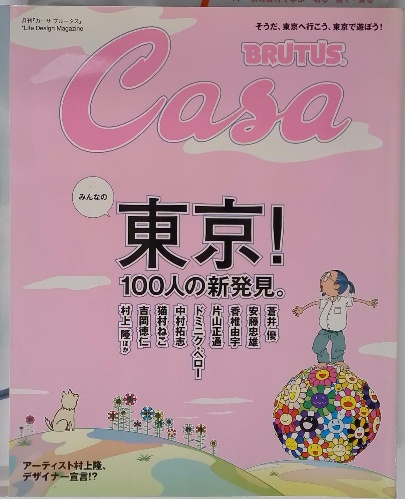 月刊『カーサ ブルータス』
"Life Design Magazine
そうだ、東京へ行こう、東京で遊ぼう!
BRUTUS
Casa
みんなの
東京!
100人の新発見。
蒼井 優
安藤忠雄
香椎由宇
片山正通
ドミニク・ペロー
中村拓志
猫村ねこ
吉岡徳仁
村上 隆ほか
アーティスト村上隆、
デザイナー宣言!?